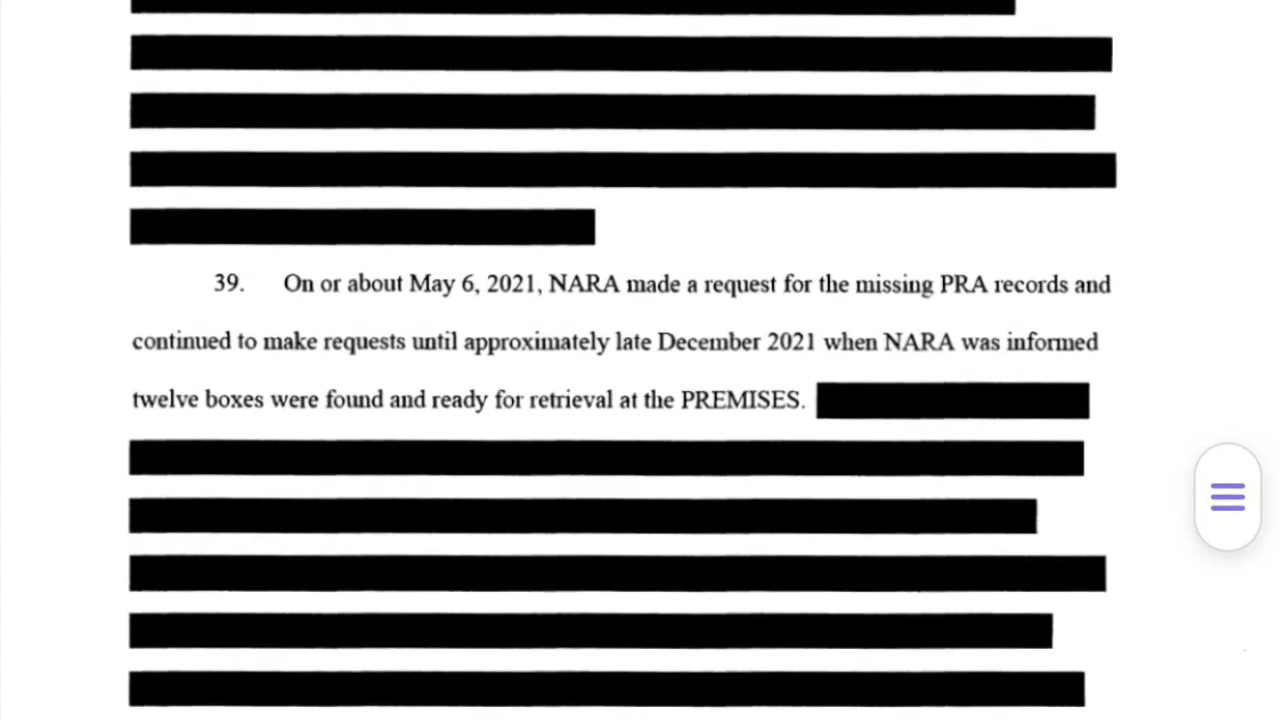 39. On or about May 6, 2021, NARA made a request for the missing PRA records and
continued to make requests until approximately late December 2021 when NARA was informed
twelve boxes were found and ready for retrieval at the PREMISES.